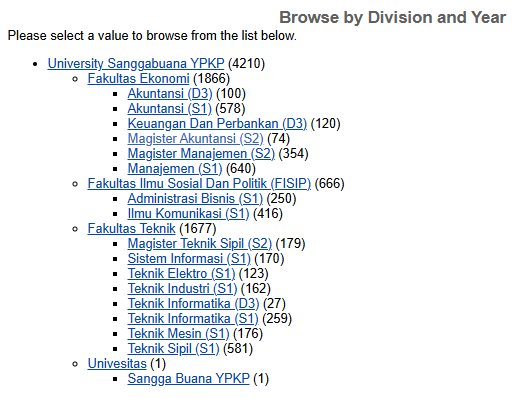 Browse by Division and Year
Please select a value to browse from the list below.
University Sanggabuana YPKP (4210)
Fakultas Ekonomi (1866)
Akuntansi (D3) (100)
Akuntansi (S1) (578)
Keuangan Dan Perbankan (D3) (120)
Magister Akuntansi (S2) (74)
Magister Manajemen (S2) (354)
Manajemen (S1) (640)
Fakultas Ilmu Sosial Dan Politik (FISIP) (666)
Administrasi Bisnis (S1) (250)
Ilmu Komunikasi (S1) (416)
Fakultas Teknik (1677)
Magister Teknik Sipil (S2) (179)
Sistem Informasi (S1) (170)
Teknik Elektro (S1) (123)
Teknik Industri (S1) (162)
Teknik Informatika (D3) (27)
Teknik Informatika (S1) (259)
Teknik Mesin (S1) (176)
Teknik Sipil (S1) (581)
Univesitas (1)
Sangga Buana YPKP (1)